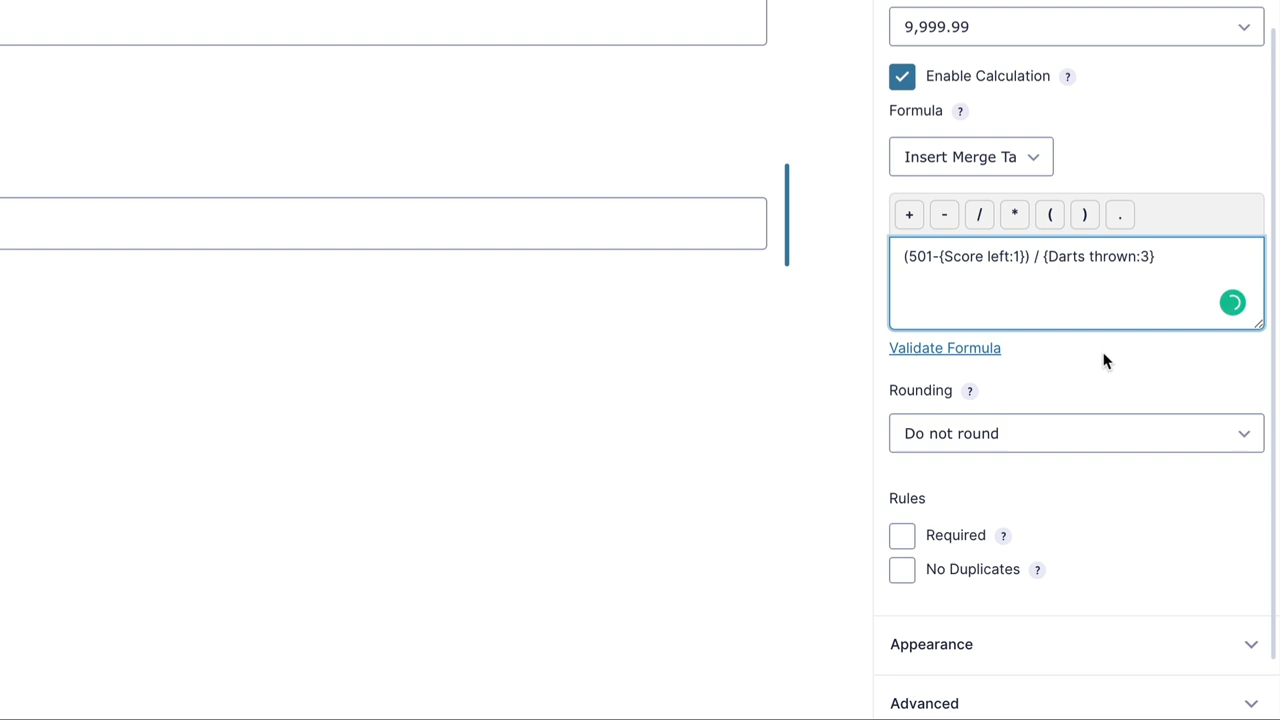 9,999.99
Enable Calculation ?
Formula ?
Insert Merge Ta
+ - / * ( ) .
(501-{Score left:1}) / {Darts thrown:3}
Validate Formula
Rounding ?
Do not round
Rules
Required ?
No Duplicates ?
Appearance
Advanced